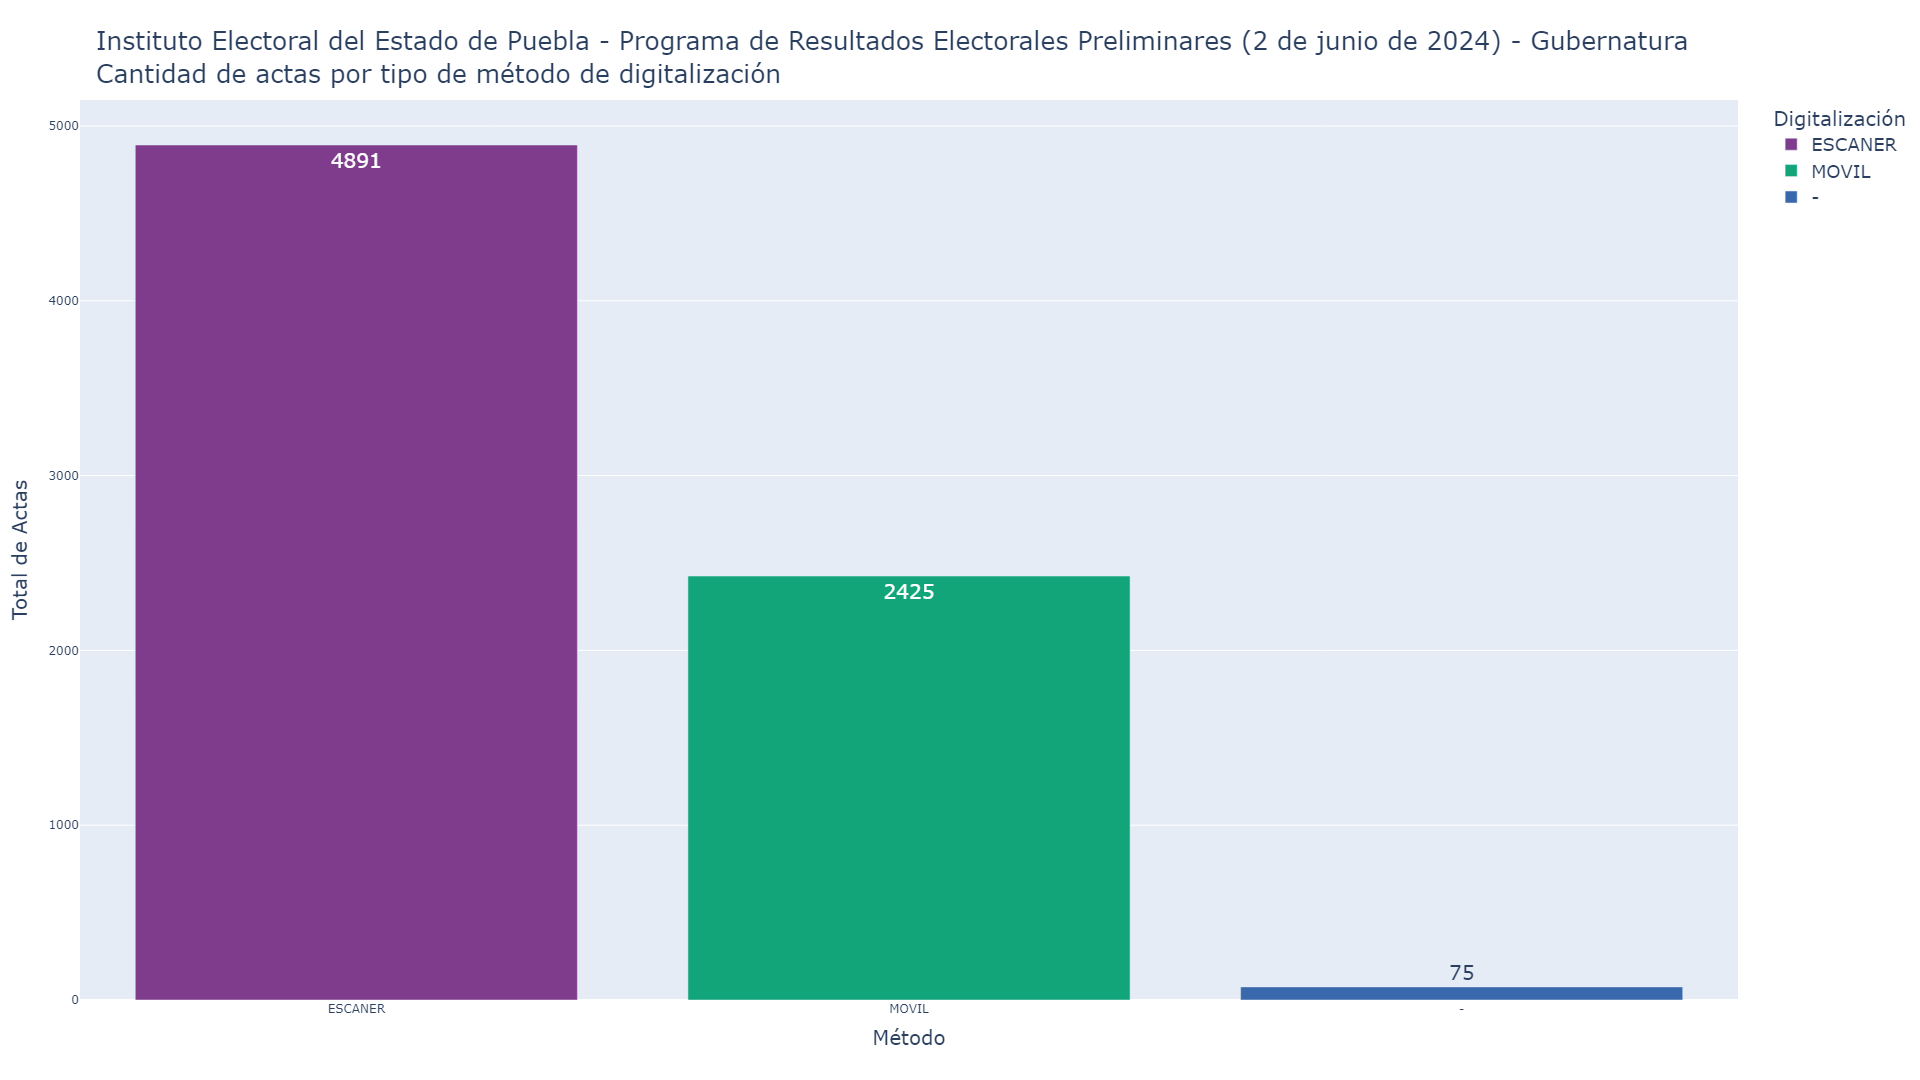 Instituto Electoral del Estado de Puebla - Programa de Resultados Electorales Preliminares (2 de junio de 2024) - Gubernatura
Cantidad de actas por tipo de método de digitalización
Total de Actas
5000
4000
3000
2000
1000
0
4891
2425
75
ESCANER
MOVIL
-
Método
Digitalización
ESCANER
MOVIL
-